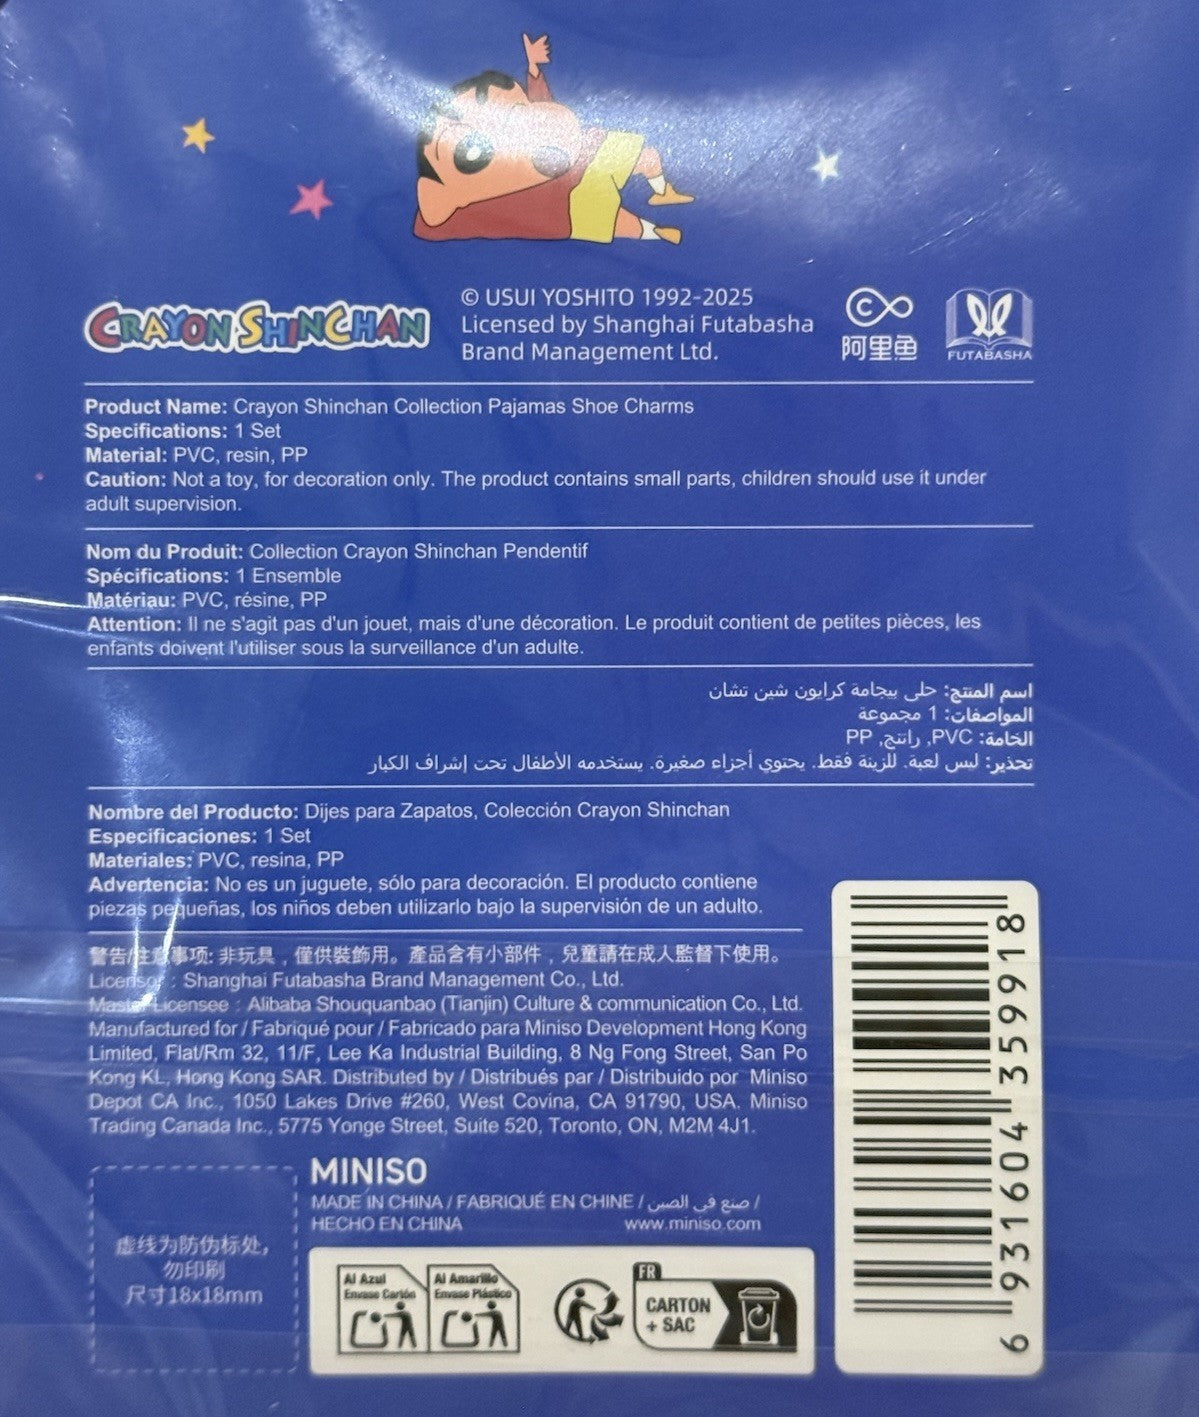 CRAYON SHINCHAN
© USUI YOSHITO 1992-2025
Licensed by Shanghai Futabasha
Brand Management Ltd.
阿里鱼
FUTABASHA
Product Name: Crayon Shinchan Collection Pajamas Shoe Charms
Specifications: 1 Set
Material: PVC, resin, PP
Caution: Not a toy, for decoration only. The product contains small parts, children should use it under
adult supervision.
Nom du Produit: Collection Crayon Shinchan Pendentif
Spécifications: 1 Ensemble
Matériau: PVC, résine, PP
Attention: Il ne s'agit pas d'un jouet, mais d'une décoration. Le produit contient de petites pièces, les
enfants doivent l'utiliser sous la surveillance d'un adulte.
اسم المنتج: حلى بيجامة كرايون شين تشان
المواصفات: 1 مجموعة
الخامة: PVC, راتنج, PP
تحذير: ليس لعبة. للزينة فقط. يحتوي أجزاء صغيرة. يستخدمه الأطفال تحت إشراف الكبار
Nombre del Producto: Dijes para Zapatos, Colección Crayon Shinchan
Especificaciones: 1 Set
Materiales: PVC, resina, PP
Advertencia: No es un juguete, sólo para decoración. El producto contiene
piezas pequeñas, los niños deben utilizarlo bajo la supervisión de un adulto.
警告/注意事项: 非玩具，僅供裝飾用。產品含有小部件，兒童請在成人監督下使用。
Licensor : Shanghai Futabasha Brand Management Co., Ltd.
Master Licensee : Alibaba Shouquanbao (Tianjin) Culture & communication Co., Ltd.
Manufactured for / Fabriqué pour / Fabricado para Miniso Development Hong Kong
Limited, Flat/Rm 32, 11/F, Lee Ka Industrial Building, 8 Ng Fong Street, San Po
Kong KL, Hong Kong SAR. Distributed by / Distribués par / Distribuido por Miniso
Depot CA Inc., 1050 Lakes Drive #260, West Covina, CA 91790, USA. Miniso
Trading Canada Inc., 5775 Yonge Street, Suite 520, Toronto, ON, M2M 4J1.
MINISO
MADE IN CHINA / FABRIQUÉ EN CHINE / صنع في الصين /
HECHO EN CHINA
www.miniso.com
虚线为防伪标处，
勿印刷
尺寸18x18mm
Al Azul
Envase Cartón
Al Amarillo
Envase Plástico
FR
CARTON
+ SAC
6 931604 359918